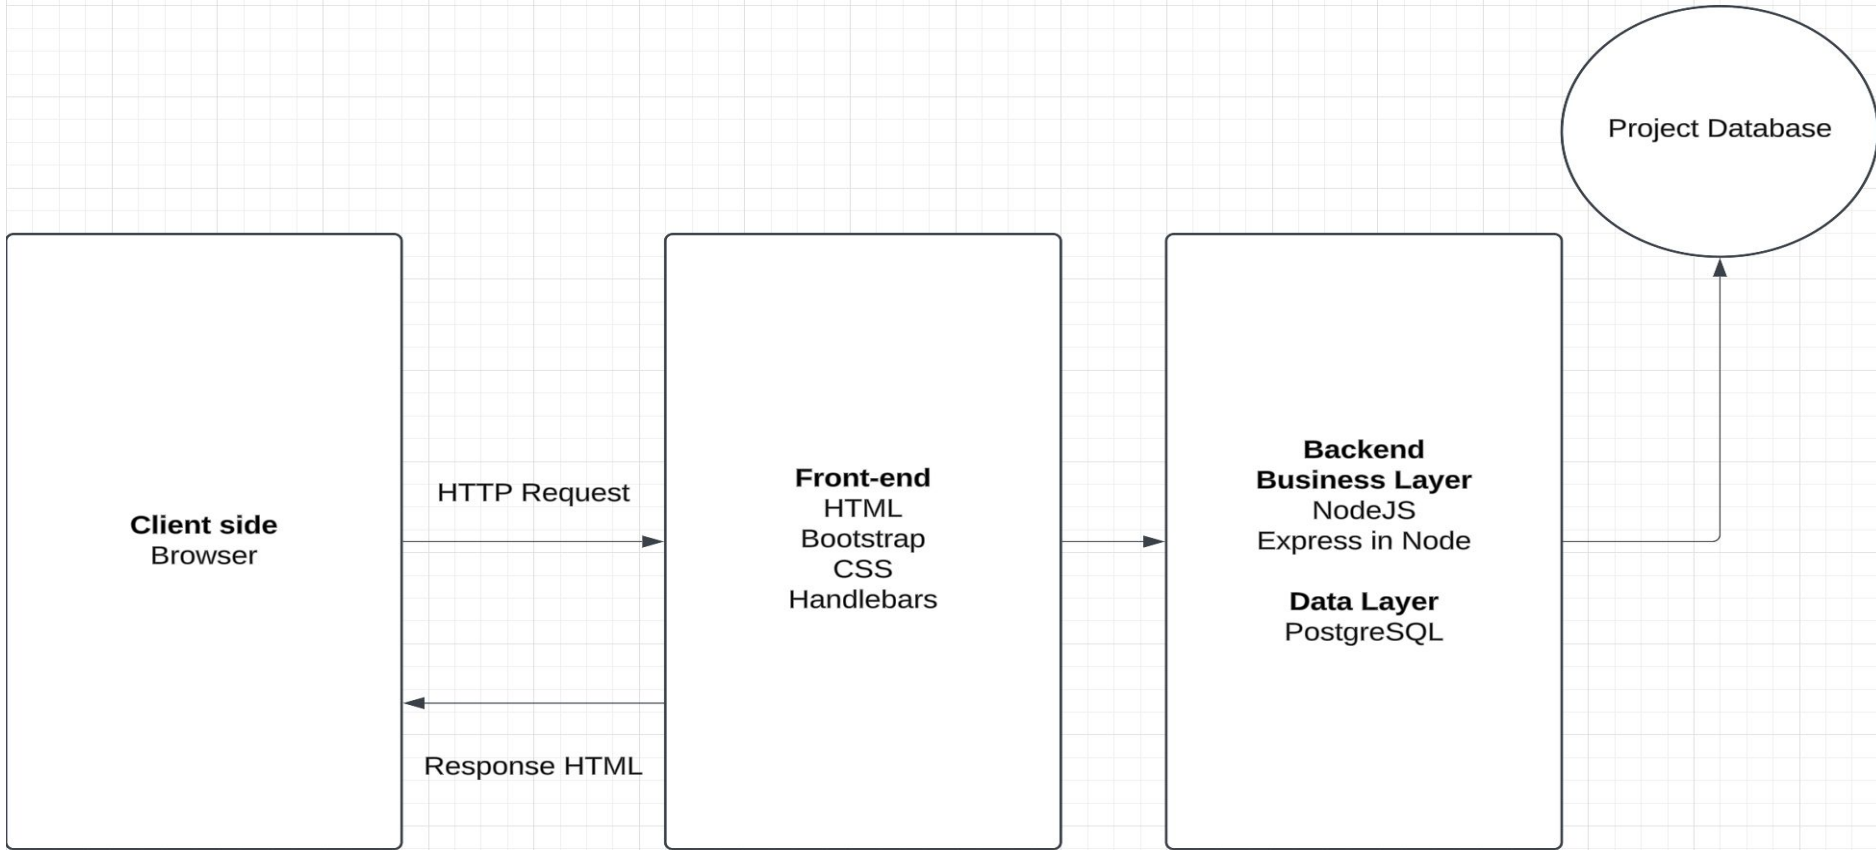 Project Database
Client side
Browser
HTTP Request
Response HTML
Front-end
HTML
Bootstrap
CSS
Handlebars
Backend
Business Layer
NodeJS
Express in Node
Data Layer
PostgreSQL